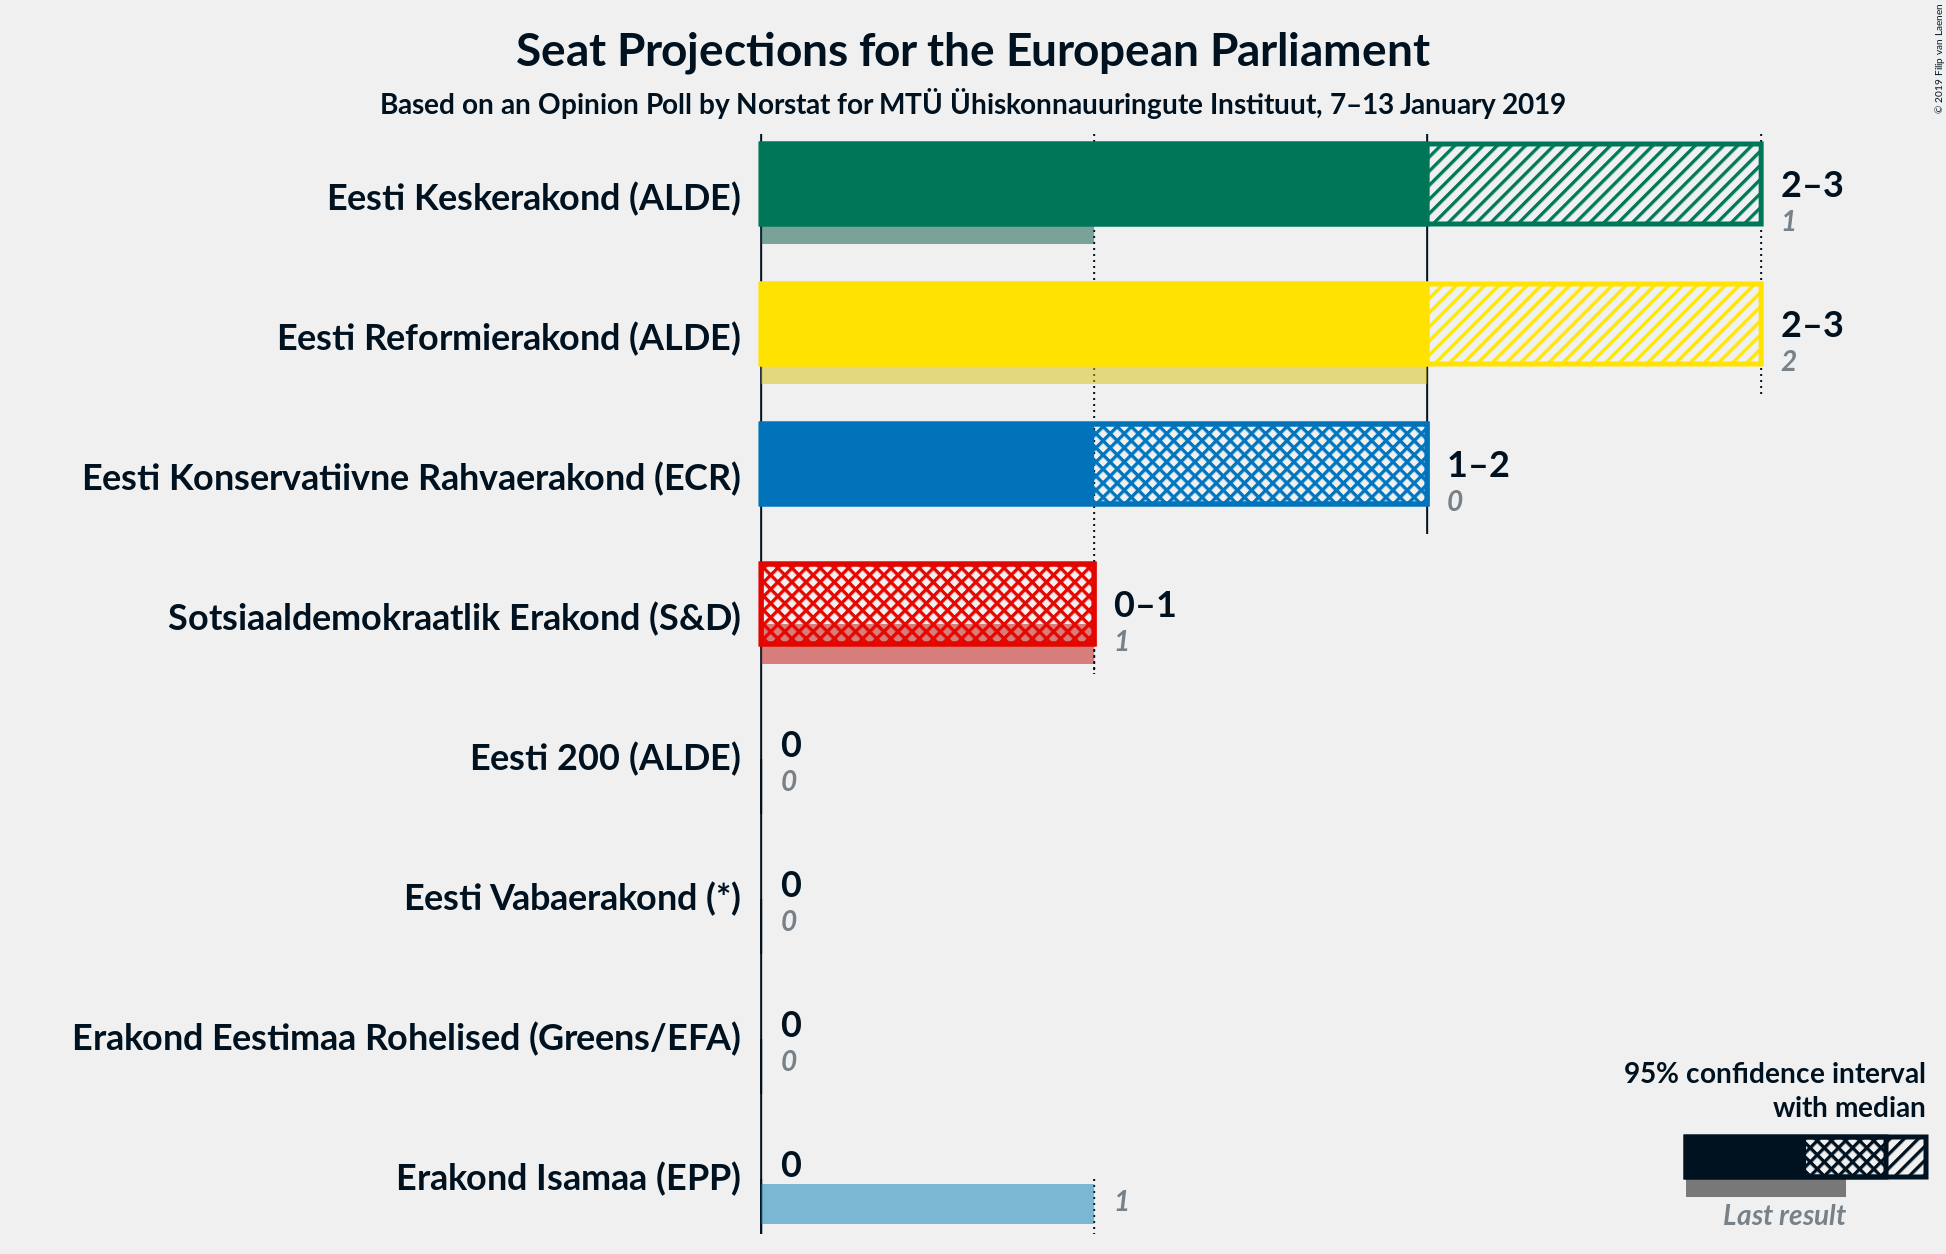 Seat Projections for the European Parliament
Based on an Opinion Poll by Norstat for MTÜ Ühiskonnauuringute Instituut, 7–13 January 2019
© 2019 Filip van Laenen
Eesti Keskerakond (ALDE)
2–3
1
Eesti Reformierakond (ALDE)
2–3
2
Eesti Konservatiivne Rahvaerakond (ECR)
1–2
0
Sotsiaaldemokraatlik Erakond (S&D)
0–1
1
Eesti 200 (ALDE)
0
0
Eesti Vabaerakond (*)
0
0
Erakond Eestimaa Rohelised (Greens/EFA)
0
0
Erakond Isamaa (EPP)
0
1
95% confidence interval
with median
Last result